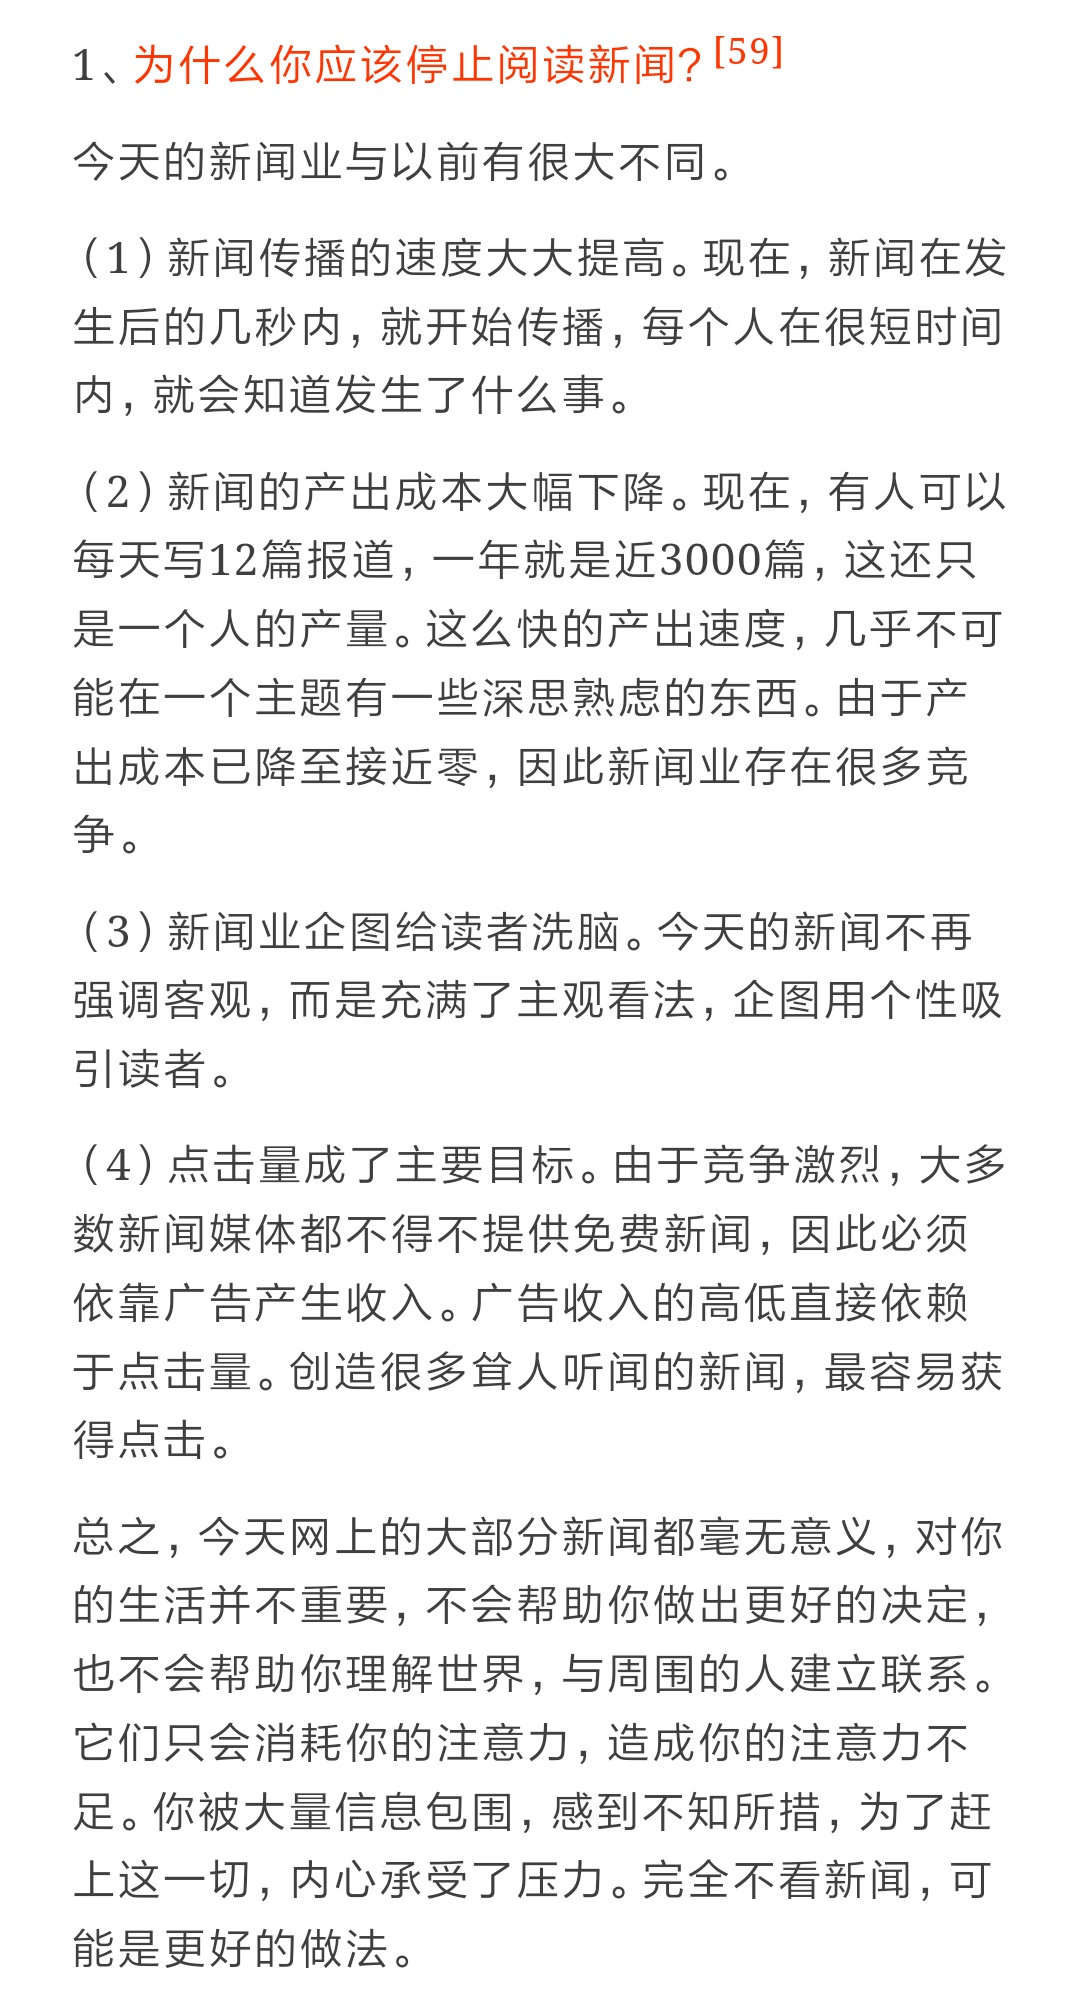 1、为什么你应该停止阅读新闻?[59]
今天的新闻业与以前有很大不同。
（1）新闻传播的速度大大提高。现在，新闻在发
生后的几秒内，就开始传播，每个人在很短时间
内，就会知道发生了什么事。
（2）新闻的产出成本大幅下降。现在，有人可以
每天写12篇报道，一年就是近3000篇，这还只
是一个人的产量。这么快的产出速度，几乎不可
能在一个主题有一些深思熟虑的东西。由于产
出成本已降至接近零，因此新闻业存在很多竞
争。
（3）新闻业企图给读者洗脑。今天的新闻不再
强调客观，而是充满了主观看法，企图用个性吸
引读者。
（4）点击量成了主要目标。由于竞争激烈，大多
数新闻媒体都不得不提供免费新闻，因此必须
依靠广告产生收入。广告收入的高低直接依赖
于点击量。创造很多耸人听闻的新闻，最容易获
得点击。
总之，今天网上的大部分新闻都毫无意义，对你
的生活并不重要，不会帮助你做出更好的决定，
也不会帮助你理解世界，与周围的人建立联系。
它们只会消耗你的注意力，造成你的注意力不
足。你被大量信息包围，感到不知所措，为了赶
上这一切，内心承受了压力。完全不看新闻，可
能是更好的做法。